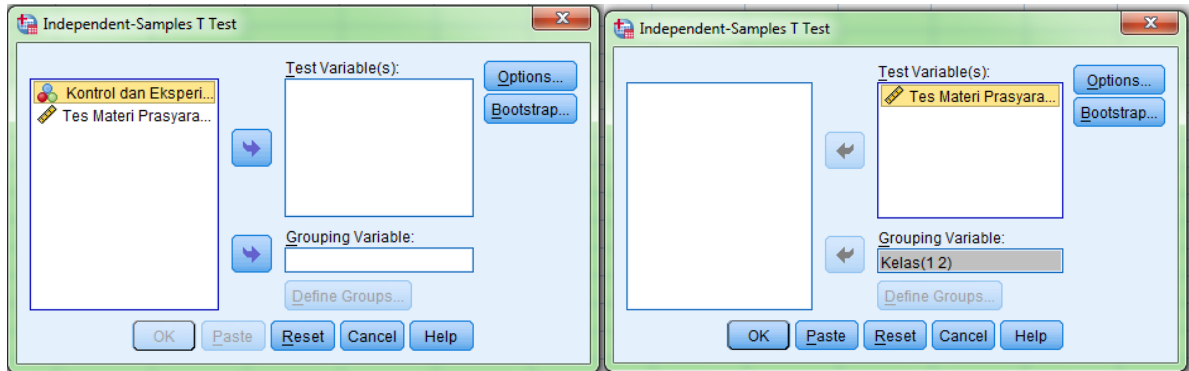 Independent-Samples T Test
Test Variable(s):
Kontrol dan Eksperi...
Tes Materi Prasyara...
Options...
Bootstrap...
Grouping Variable:
Define Groups...
OK Paste Reset Cancel Help
Independent-Samples T Test
Test Variable(s):
Tes Materi Prasyara...
Options...
Bootstrap...
Grouping Variable:
Kelas(1 2)
Define Groups...
OK Paste Reset Cancel Help